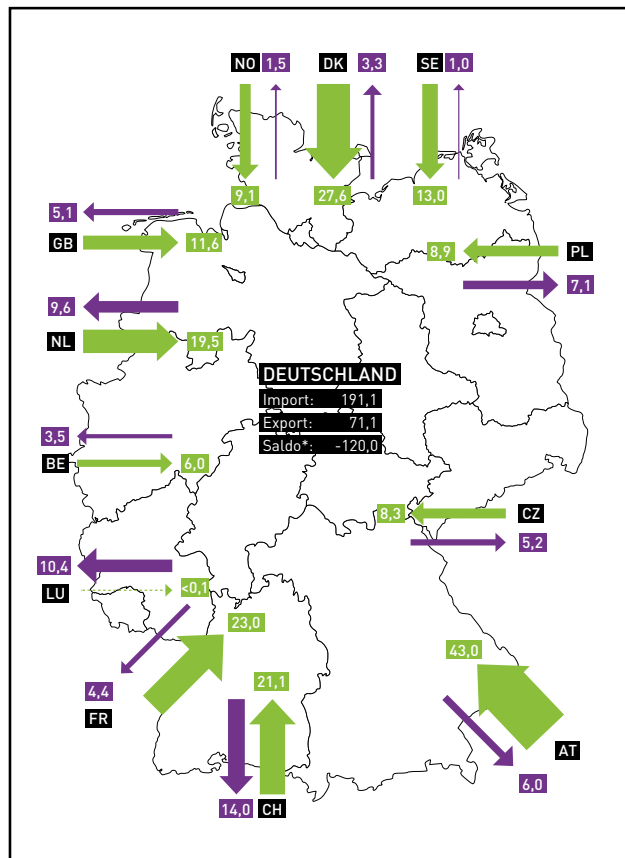 NO 1,5 DK 3,3 SE 1,0
9,1 27,6 13,0
5,1
GB 11,6
8,9 PL
7,1
9,6
NL 19,5
DEUTSCHLAND
Import: 191,1
Export: 71,1
Saldo*: -120,0
3,5
BE 6,0
8,3 CZ
5,2
10,4
LU <0,1
23,0
4,4
FR
21,1
43,0
AT
6,0
14,0 CH